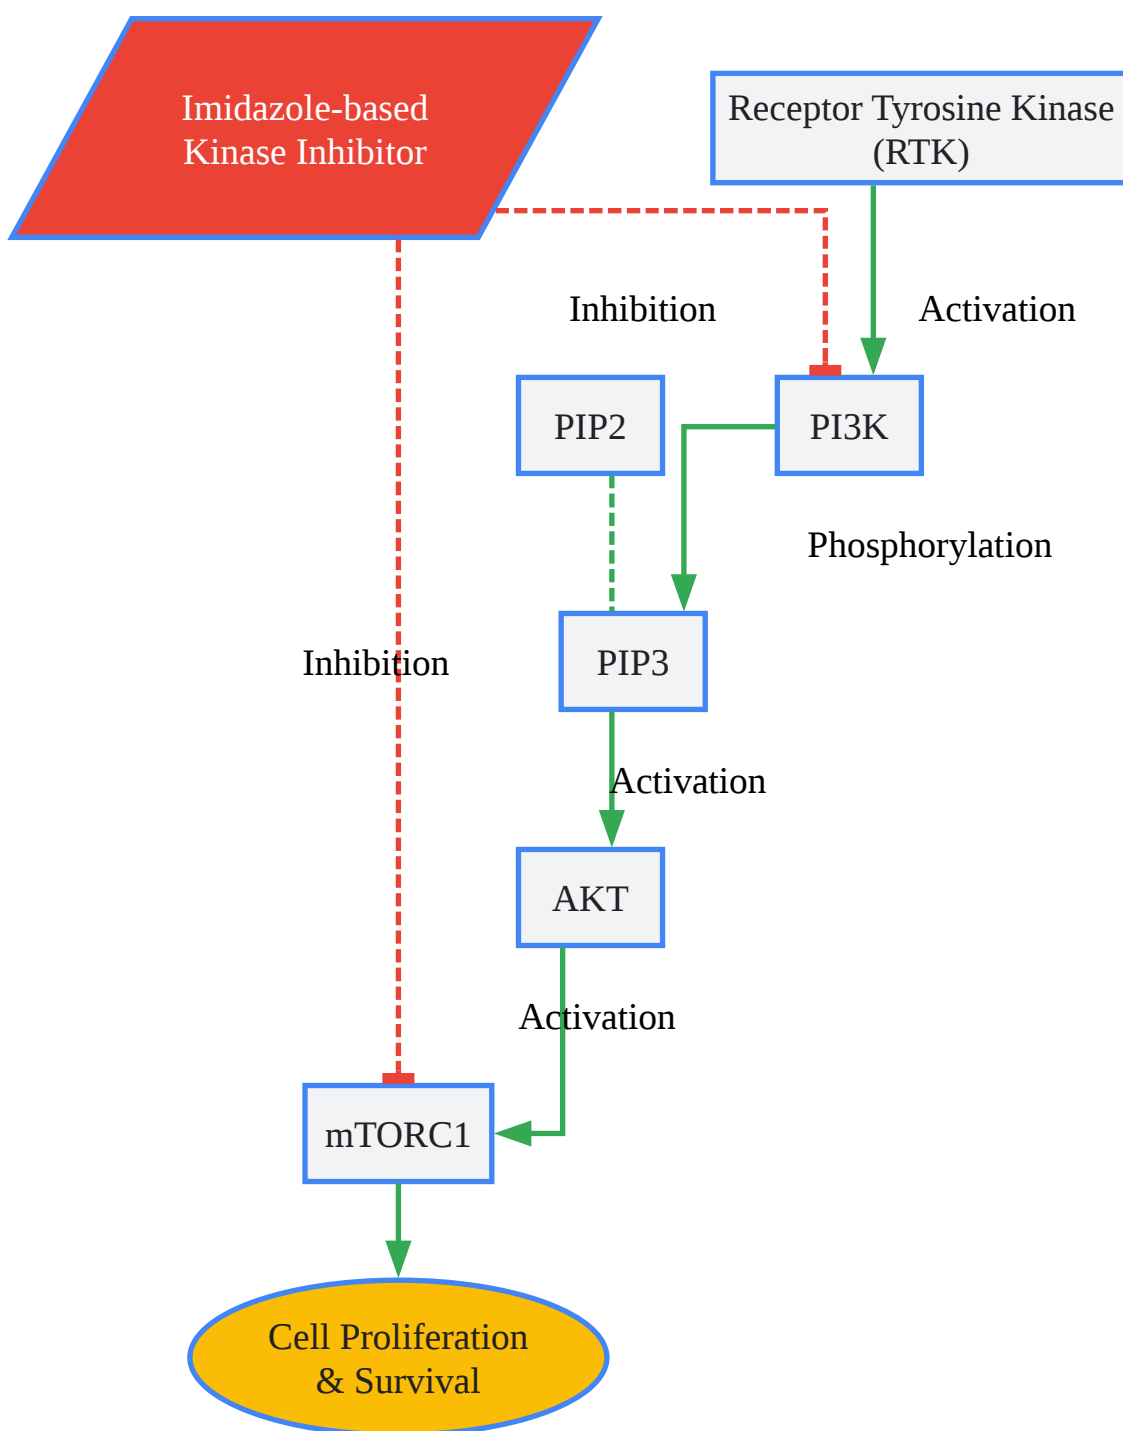 Imidazole-based
Kinase Inhibitor
Receptor Tyrosine Kinase
(RTK)
Inhibition
Activation
PIP2
PI3K
Phosphorylation
Inhibition
PIP3
Activation
AKT
Activation
mTORC1
Cell Proliferation
& Survival